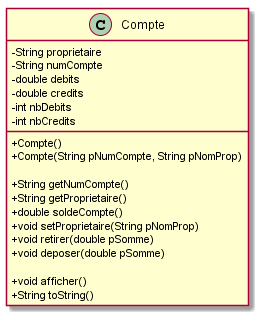 C Compte
-String proprietaire
-String numCompte
-double debits
-double credits
-int nbDebits
-int nbCredits
+Compte()
+Compte(String pNumCompte, String pNomProp)
+String getNumCompte()
+String getProprietaire()
+double soldeCompte()
+void setProprietaire(String pNomProp)
+void retirer(double pSomme)
+void deposer(double pSomme)
+void afficher()
+String toString()